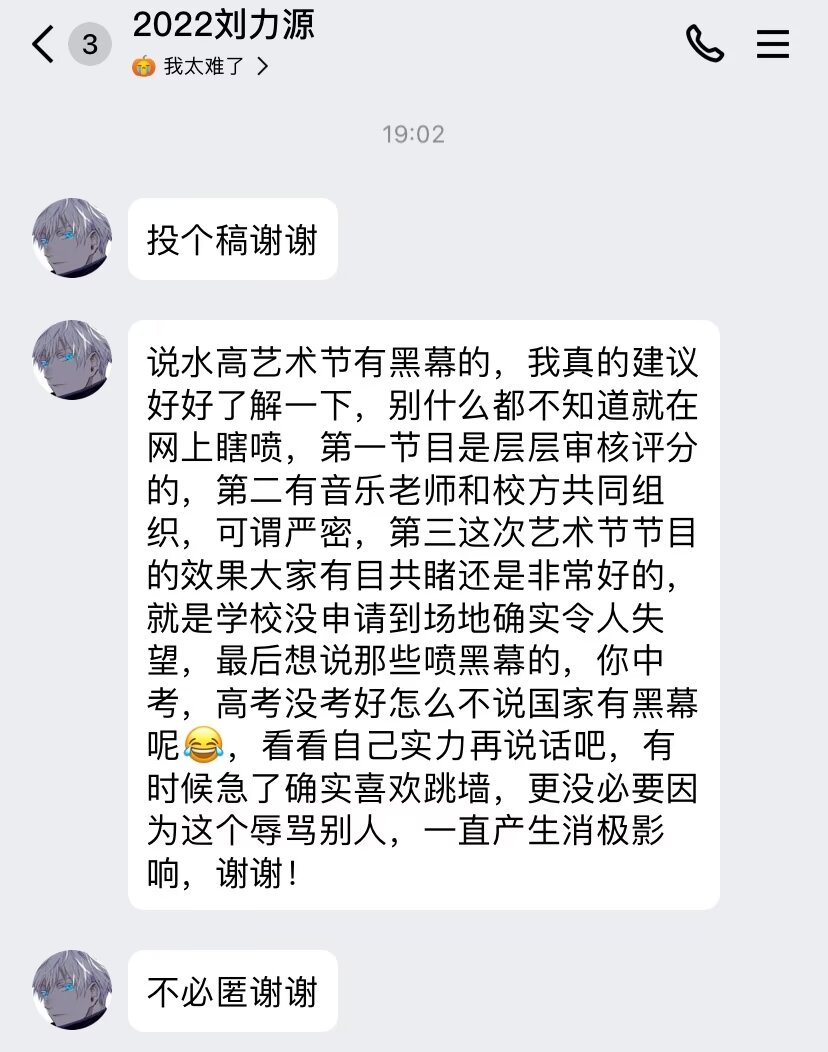 3
2022刘力源
我太难了
19:02
投个稿谢谢
说水高艺术节有黑幕的，我真的建议
好好了解一下，别什么都不知道就在
网上瞎喷，第一节目是层层审核评分
的，第二有音乐老师和校方共同组
织，可谓严密，第三这次艺术节节目
的效果大家有目共睹还是非常好的，
就是学校没申请到场地确实令人失
望，最后想说那些喷黑幕的，你中
考，高考没考好怎么不说国家有黑幕
呢😂，看看自己实力再说话吧，有
时候急了确实喜欢跳墙，更没必要因
为这个辱骂别人，一直产生消极影
响，谢谢！
不必匿谢谢